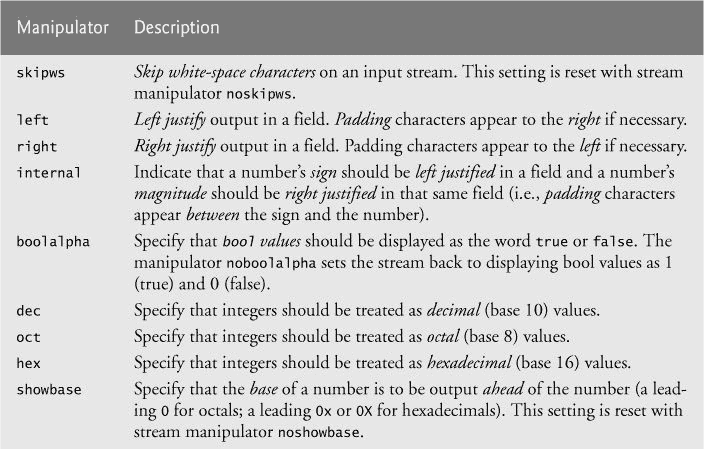 Manipulator Description
skipws Skip white-space characters on an input stream. This setting is reset with stream
manipulator noskipws.
left Left justify output in a field. Padding characters appear to the right if necessary.
right Right justify output in a field. Padding characters appear to the left if necessary.
internal Indicate that a number’s sign should be left justified in a field and a number’s
magnitude should be right justified in that same field (i.e., padding characters
appear between the sign and the number).
boolalpha Specify that bool values should be displayed as the word true or false. The
manipulator noboolalpha sets the stream back to displaying bool values as 1
(true) and 0 (false).
dec Specify that integers should be treated as decimal (base 10) values.
oct Specify that integers should be treated as octal (base 8) values.
hex Specify that integers should be treated as hexadecimal (base 16) values.
showbase Specify that the base of a number is to be output ahead of the number (a lead-
ing 0 for octals; a leading 0x or 0X for hexadecimals). This setting is reset with
stream manipulator noshowbase.